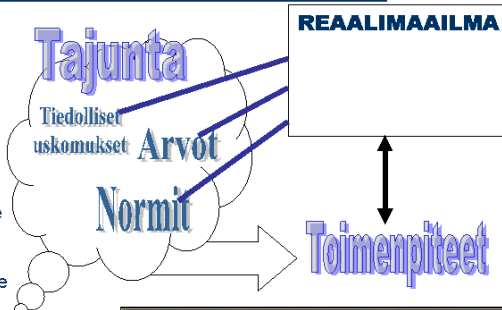 REAALIMAAILMA
Tajunta
Tiedolliset
uskomukset
Arvot
Normit
e
Toimenpiteet
e